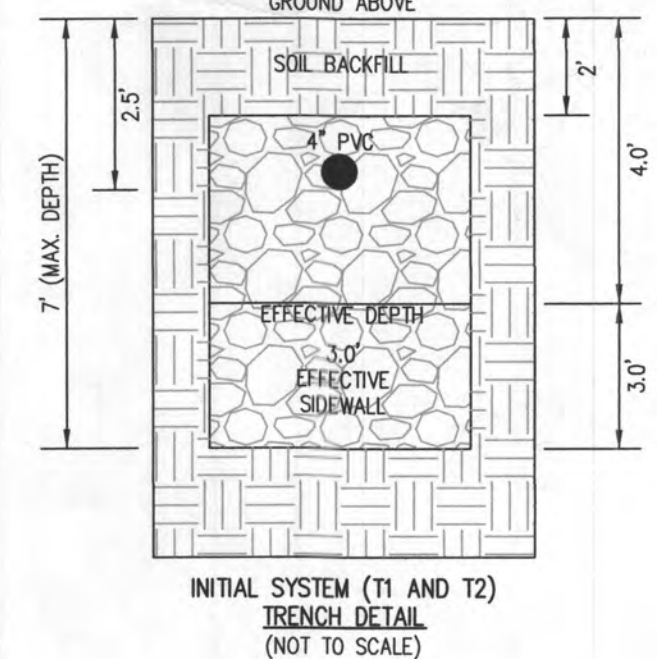 GROUND ABOVE
SOIL BACKFILL
2.5'
2'
4" PVC
7' (MAX. DEPTH)
4.0'
EFFECTIVE DEPTH
3.0'
EFFECTIVE
SIDEWALL
3.0'
INITIAL SYSTEM (T1 AND T2)
TRENCH DETAIL
(NOT TO SCALE)